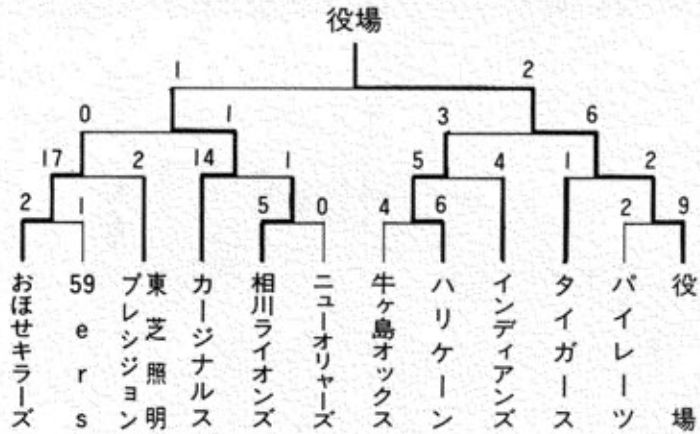 役場
1 2
0 1 3 6
17 2 14 1 5 4 1 2
2 1 5 0 4 6 2 9
おほせキラーズ
59ers
東芝照明プレシジョン
カージナルス
相川ライオンズ
ニューオリャーズ
牛ヶ島オックス
ハリケーン
インディアンズ
タイガース
パイレーツ
役場